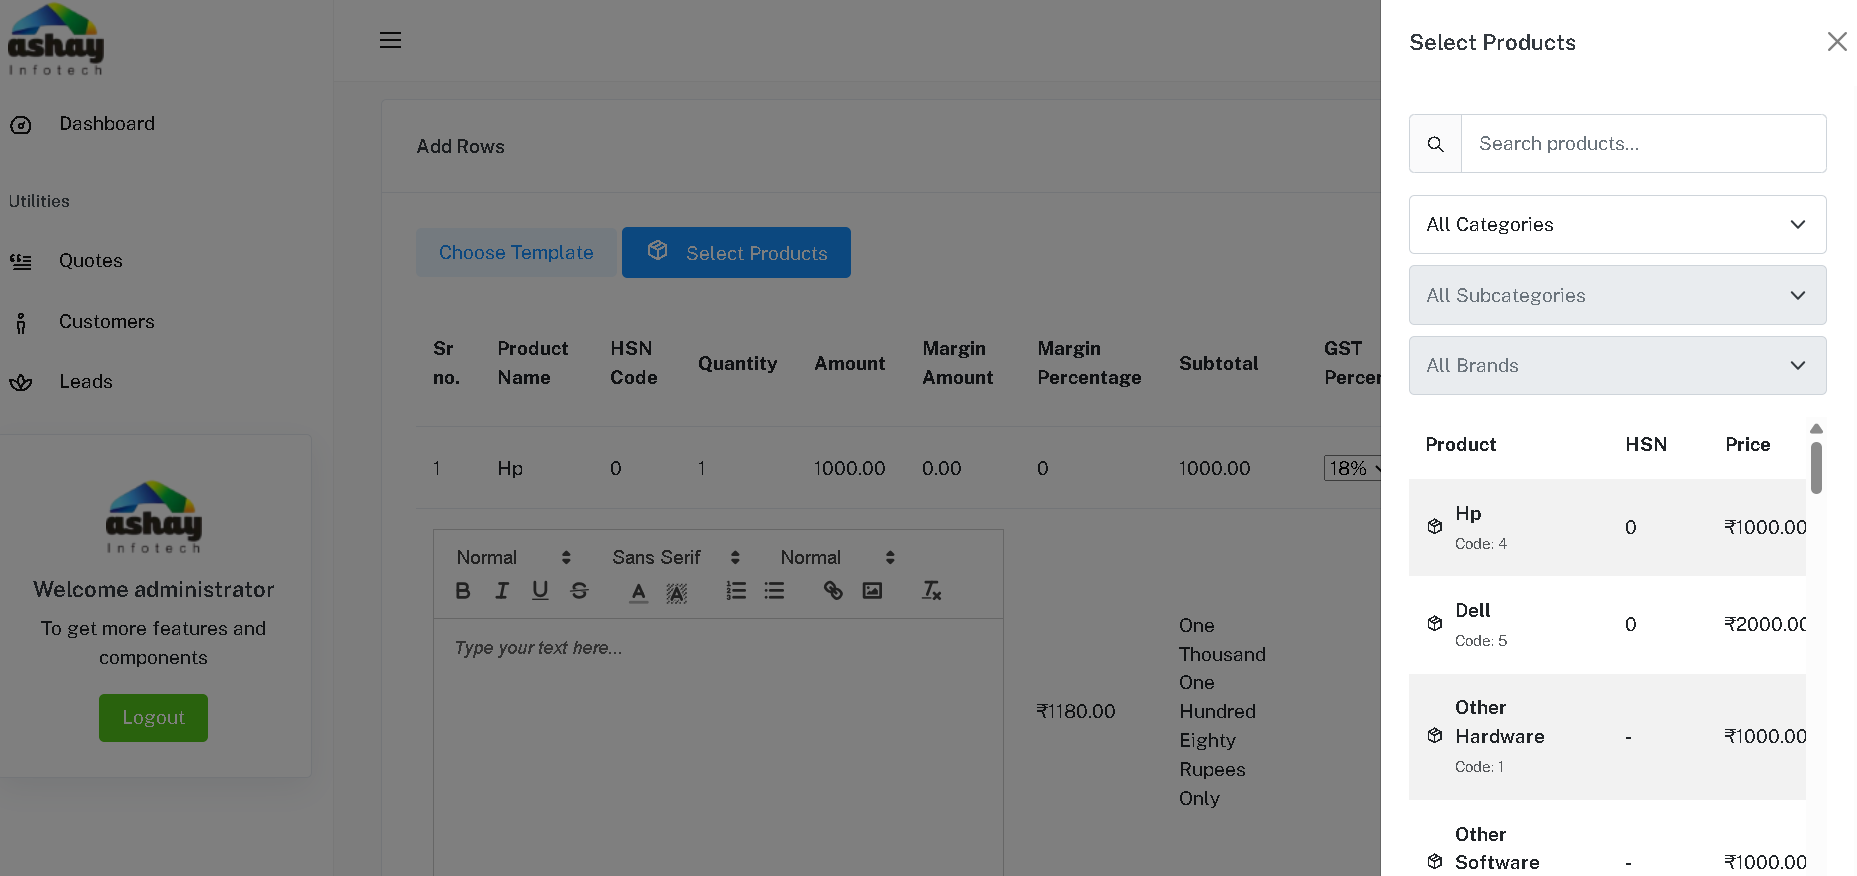 ashay
Infotech
Dashboard
Utilities
Quotes
Customers
Leads
ashay
Infotech
Welcome administrator
To get more features and
components
Logout
Add Rows
Choose Template
Select Products
Sr no.
Product Name
HSN Code
Quantity
Amount
Margin Amount
Margin Percentage
Subtotal
GST Percen
1
Hp
0
1
1000.00
0.00
0
1000.00
18%
Normal
Sans Serif
Normal
Type your text here...
₹1180.00
One
Thousand
One
Hundred
Eighty
Rupees
Only
Select Products
Search products...
All Categories
All Subcategories
All Brands
Product HSN Price
Hp
Code: 4
0
₹1000.00
Dell
Code: 5
0
₹2000.00
Other
Hardware
Code: 1
-
₹1000.00
Other
Software
-
₹1000.00